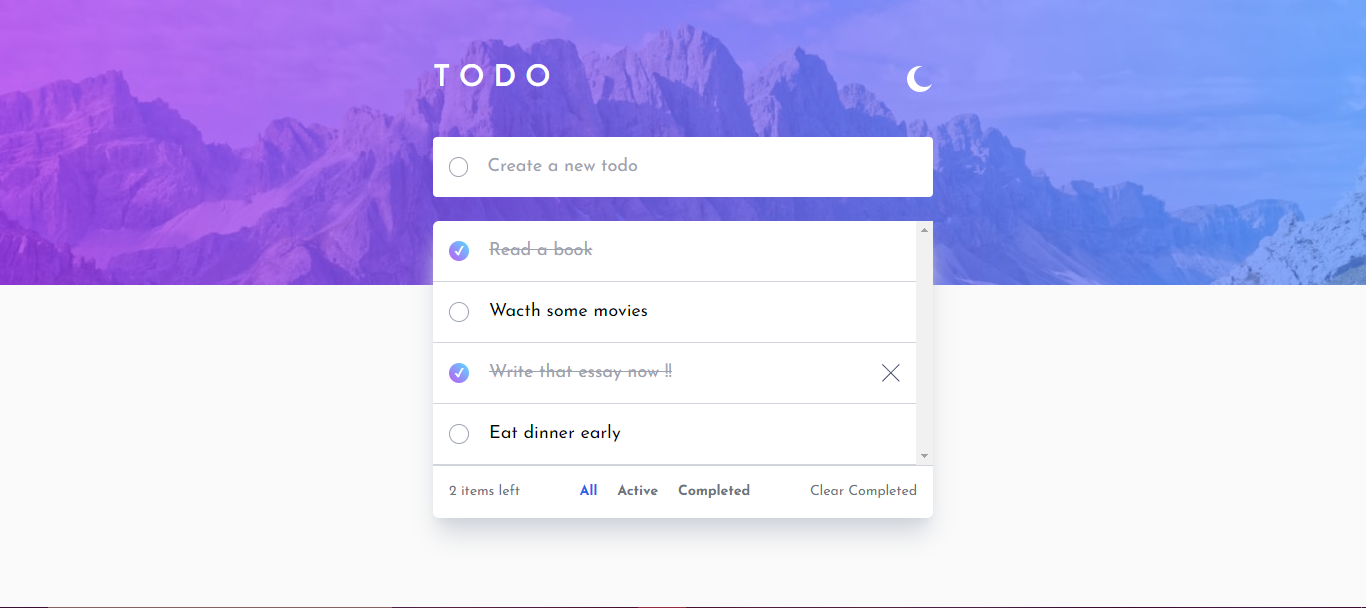 TODO
Create a new todo
Read a book
Wacth some movies
Write that essay now !!
Eat dinner early
2 items left All Active Completed Clear Completed